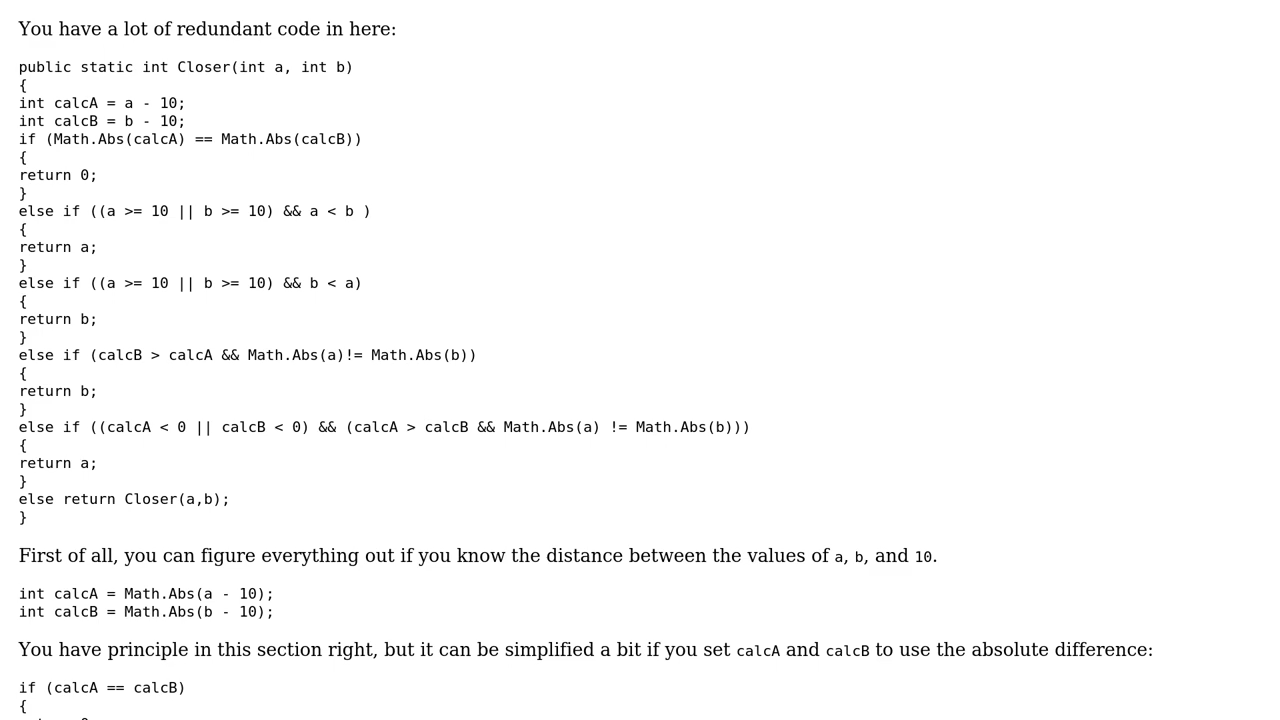 You have a lot of redundant code in here:
public static int Closer(int a, int b)
{
int calcA = a - 10;
int calcB = b - 10;
if (Math.Abs(calcA) == Math.Abs(calcB))
{
return 0;
}
else if ((a >= 10 || b >= 10) && a < b )
{
return a;
}
else if ((a >= 10 || b >= 10) && b < a)
{
return b;
}
else if (calcB > calcA && Math.Abs(a)!= Math.Abs(b))
{
return b;
}
else if ((calcA < 0 || calcB < 0) && (calcA > calcB && Math.Abs(a) != Math.Abs(b)))
{
return a;
}
else return Closer(a,b);
}
First of all, you can figure everything out if you know the distance between the values of a, b, and 10.
int calcA = Math.Abs(a - 10);
int calcB = Math.Abs(b - 10);
You have principle in this section right, but it can be simplified a bit if you set calcA and calcB to use the absolute difference:
if (calcA == calcB)
{